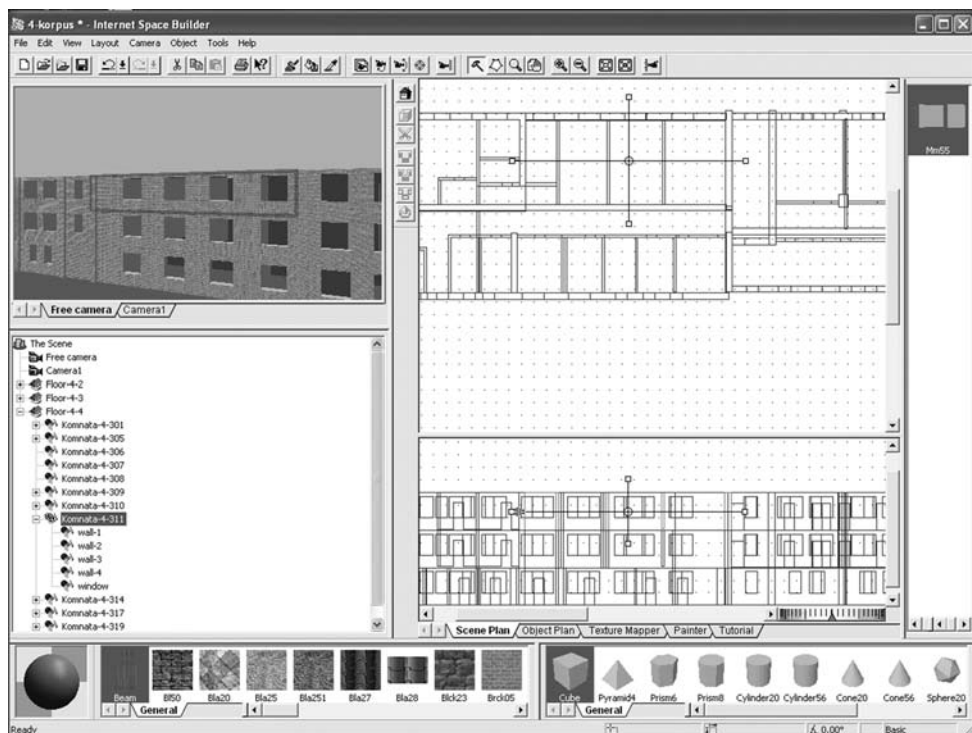 4-korpus * - Internet Space Builder
File Edit View Layout Camera Object Tools Help
Free camera Camera1
The Scene
Free camera
Camera1
Floor-4-2
Floor-4-3
Floor-4-4
Komnata-4-301
Komnata-4-305
Komnata-4-306
Komnata-4-307
Komnata-4-308
Komnata-4-309
Komnata-4-310
Komnata-4-311
wall-1
wall-2
wall-3
wall-4
window
Komnata-4-314
Komnata-4-317
Komnata-4-319
Mm55
Scene Plan Object Plan Texture Mapper Painter Tutorial
Beam Bl50 Bla20 Bla25 Bla251 Bla27 Bla28 Blck23 Brck05
General
Cube Pyramid4 Prism6 Prism8 Cylinder20 Cylinder56 Cone20 Cone56 Sphere20
General
Ready 0.00° Basic